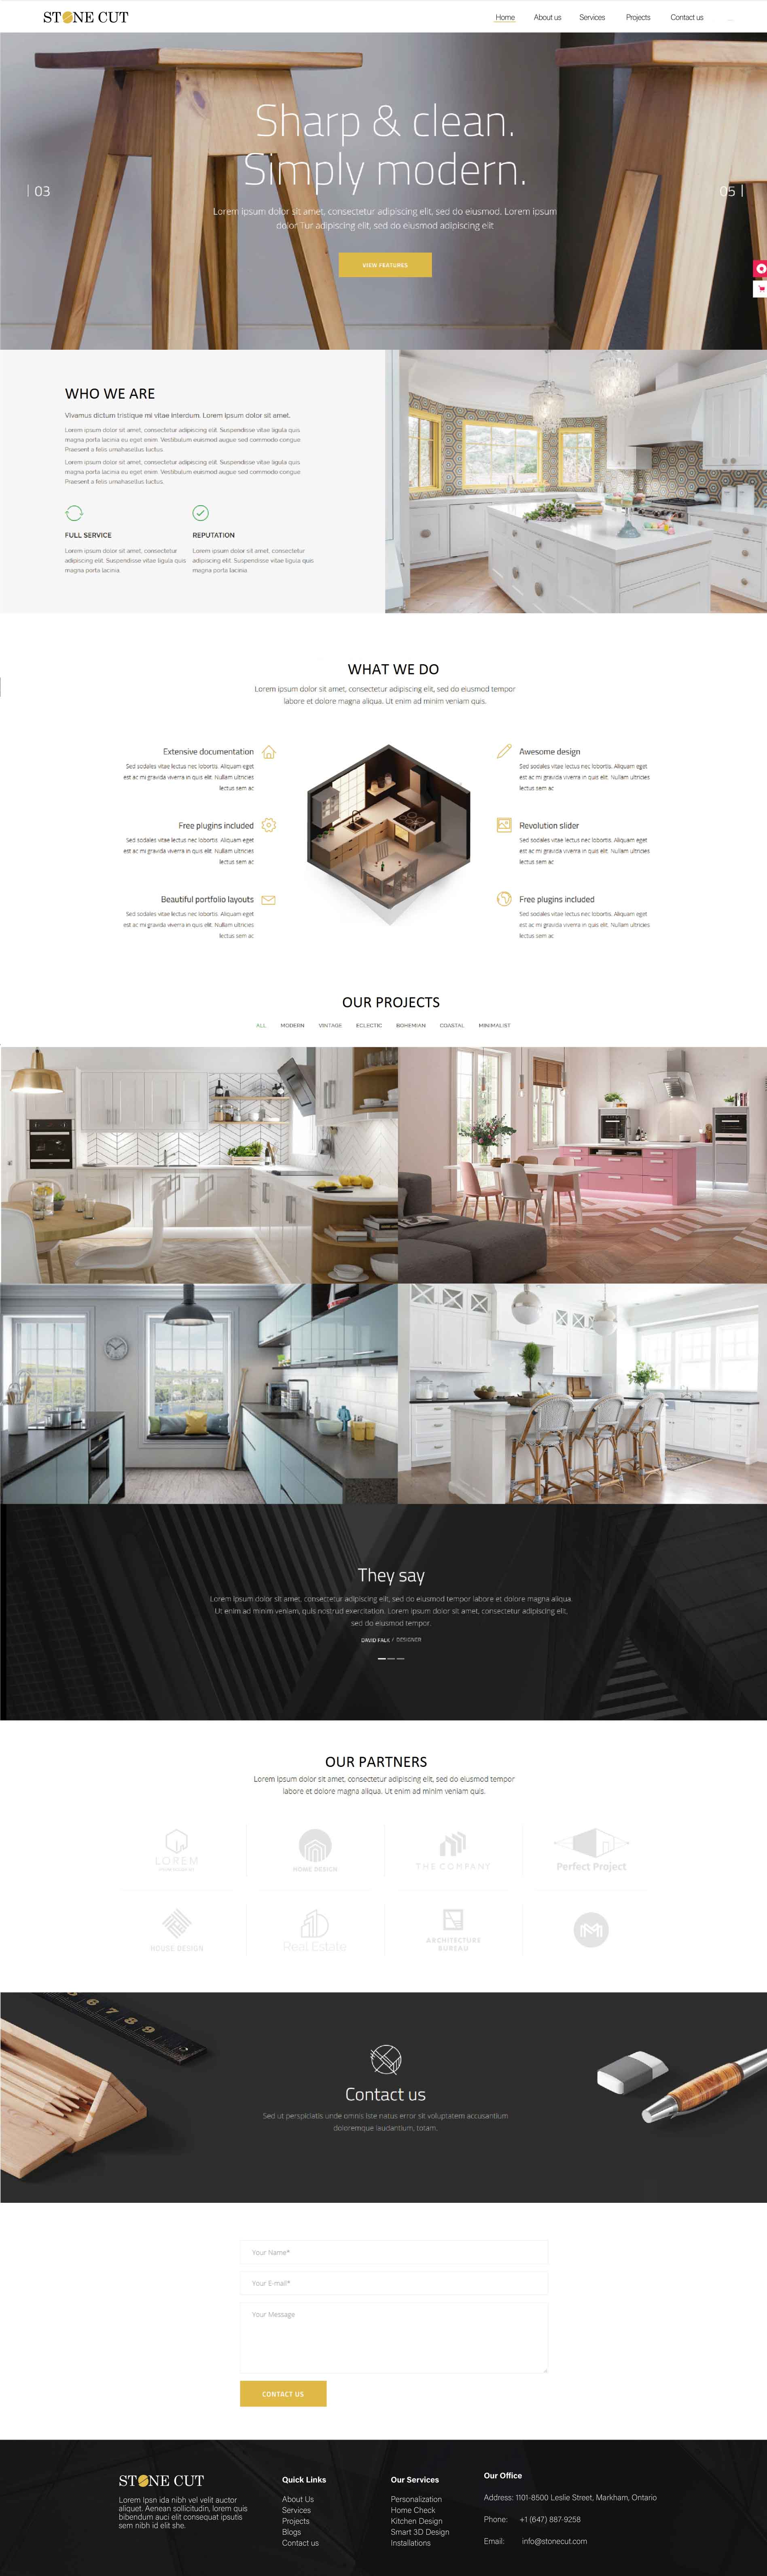 STONE CUT
Home About us Services Projects Contact us
Sharp & clean.
Simply modern.
03
05
Lorem ipsum dolor sit amet, consectetur adipiscing elit, sed do eiusmod. Lorem ipsum
dolor Tur adipiscing elit, sed do eiusmod adipiscing elit
VIEW FEATURES
WHO WE ARE
Vivamus dictum tristique mi vitae interdum. Lorem ipsum dolor sit amet.
Lorem ipsum dolor sit amet, consectetur adipiscing elit. Suspendisse vitae ligula quis
magna porta lacinia eu eget enim. Vestibulum euismod augue sed commodo congue.
Praesent a felis urnahasellus luctus.
Lorem ipsum dolor sit amet, consectetur adipiscing elit. Suspendisse vitae ligula quis
magna porta lacinia eu eget enim. Vestibulum euismod augue sed commodo congue.
Praesent a felis urnahasellus luctus.
FULL SERVICE
Lorem ipsum dolor sit amet, consectetur
adipiscing elit. Suspendisse vitae ligula quis
magna porta lacinia
REPUTATION
Lorem ipsum dolor sit amet, consectetur
adipiscing elit. Suspendisse vitae ligula quis
magna porta lacinia
WHAT WE DO
Lorem ipsum dolor sit amet, consectetur adipiscing elit, sed do eiusmod tempor
labore et dolore magna aliqua. Ut enim ad minim veniam quis.
Extensive documentation
Sed sodales vitae lectus nec lobortis. Aliquam eget
est ac mi gravida viverra in quis elit. Nullam ultricies
lectus sem ac
Free plugins included
Sed sodales vitae lectus nec lobortis. Aliquam eget
est ac mi gravida viverra in quis elit. Nullam ultricies
lectus sem ac
Beautiful portfolio layouts
Sed sodales vitae lectus nec lobortis. Aliquam eget
est ac mi gravida viverra in quis elit. Nullam ultricies
lectus sem ac
Awesome design
Sed sodales vitae lectus nec lobortis. Aliquam eget
est ac mi gravida viverra in quis elit. Nullam ultricies
lectus sem ac
Revolution slider
Sed sodales vitae lectus nec lobortis. Aliquam eget
est ac mi gravida viverra in quis elit. Nullam ultricies
lectus sem ac
Free plugins included
Sed sodales vitae lectus nec lobortis. Aliquam eget
est ac mi gravida viverra in quis elit. Nullam ultricies
lectus sem ac
OUR PROJECTS
ALL MODERN VINTAGE ECLECTIC BOHEMIAN COASTAL MINIMALIST
They say
Lorem ipsum dolor sit amet, consectetur adipiscing elit, sed do eiusmod tempor labore et dolore magna aliqua.
Ut enim ad minim veniam, quis nostrud exercitation. Lorem ipsum dolor sit amet, consectetur adipiscing elit,
sed do eiusmod tempor.
DAVID FALK / DESIGNER
OUR PARTNERS
Lorem ipsum dolor sit amet, consectetur adipiscing elit, sed do eiusmod tempor
labore et dolore magna aliqua. Ut enim ad minim veniam quis.
LOREM
HOME DESIGN
THE COMPANY
Perfect Project
HOUSE DESIGN
Real Estate
ARCHITECTURE
BUREAU
6 7 8 9
Contact us
Sed ut perspiciatis unde omnis iste natus error sit voluptatem accusantium
doloremque laudantium, totam.
Your Name*
Your E-mail*
Your Message
CONTACT US
STONE CUT
Lorem Ipsn ida nibh vel velit auctor
aliquet. Aenean sollicitudin, lorem quis
bibendum auci elit consequat ipsutis
sem nibh id elit she.
Quick Links
About Us
Services
Projects
Blogs
Contact us
Our Services
Personalization
Home Check
Kitchen Design
Smart 3D Design
Installations
Our Office
Address: 1101-8500 Leslie Street, Markham, Ontario
Phone: +1 (647) 887-9258
Email: info@stonecut.com